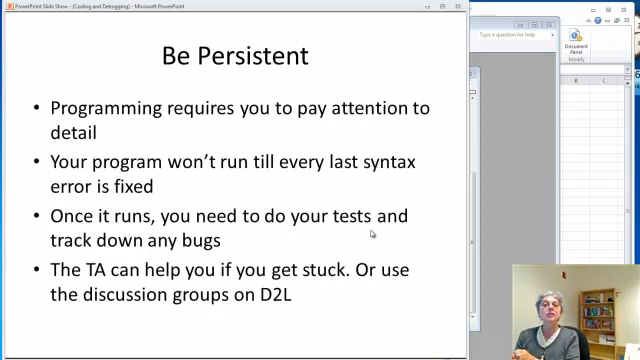 PowerPoint Slide Show - [Coding and Debugging] - Microsoft PowerPoint
Be Persistent
• Programming requires you to pay attention to
detail
• Your program won't run till every last syntax
error is fixed
• Once it runs, you need to do your tests and
track down any bugs
• The TA can help you if you get stuck. Or use
the discussion groups on D2L
Type a question for help
Document
Panel
Modify
K L